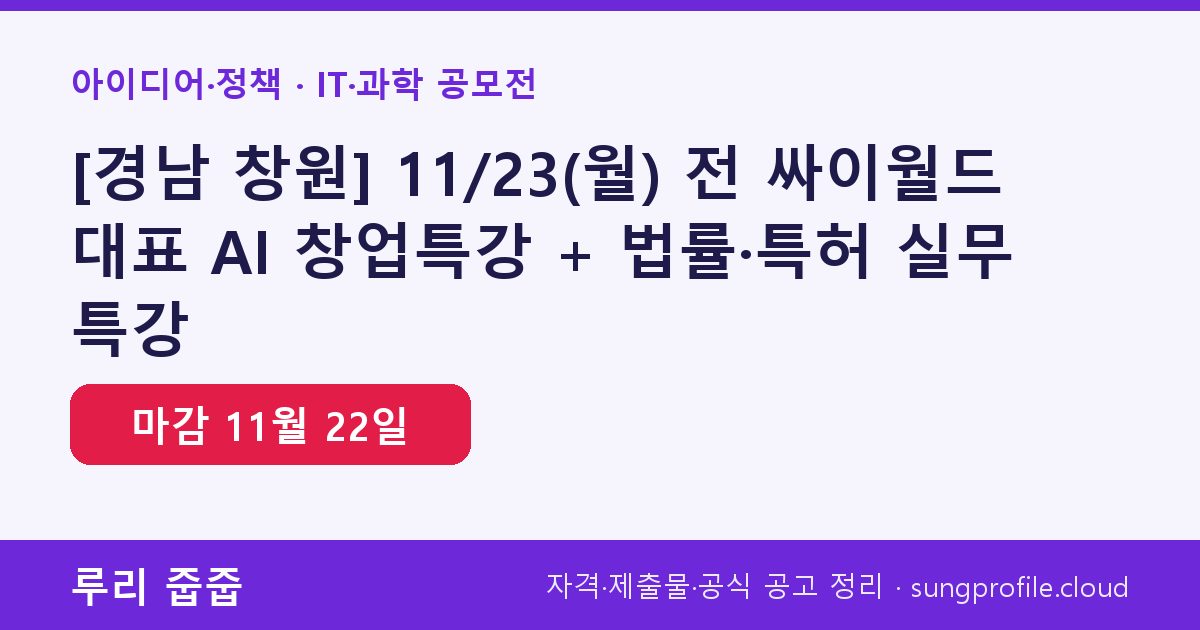 아이디어·정책 · IT·과학 공모전
[경남 창원] 11/23(월) 전 싸이월드
대표 AI 창업특강 + 법률·특허 실무
특강
마감 11월 22일
루리 줍줍
자격·제출물·공식 공고 정리 · sungprofile.cloud